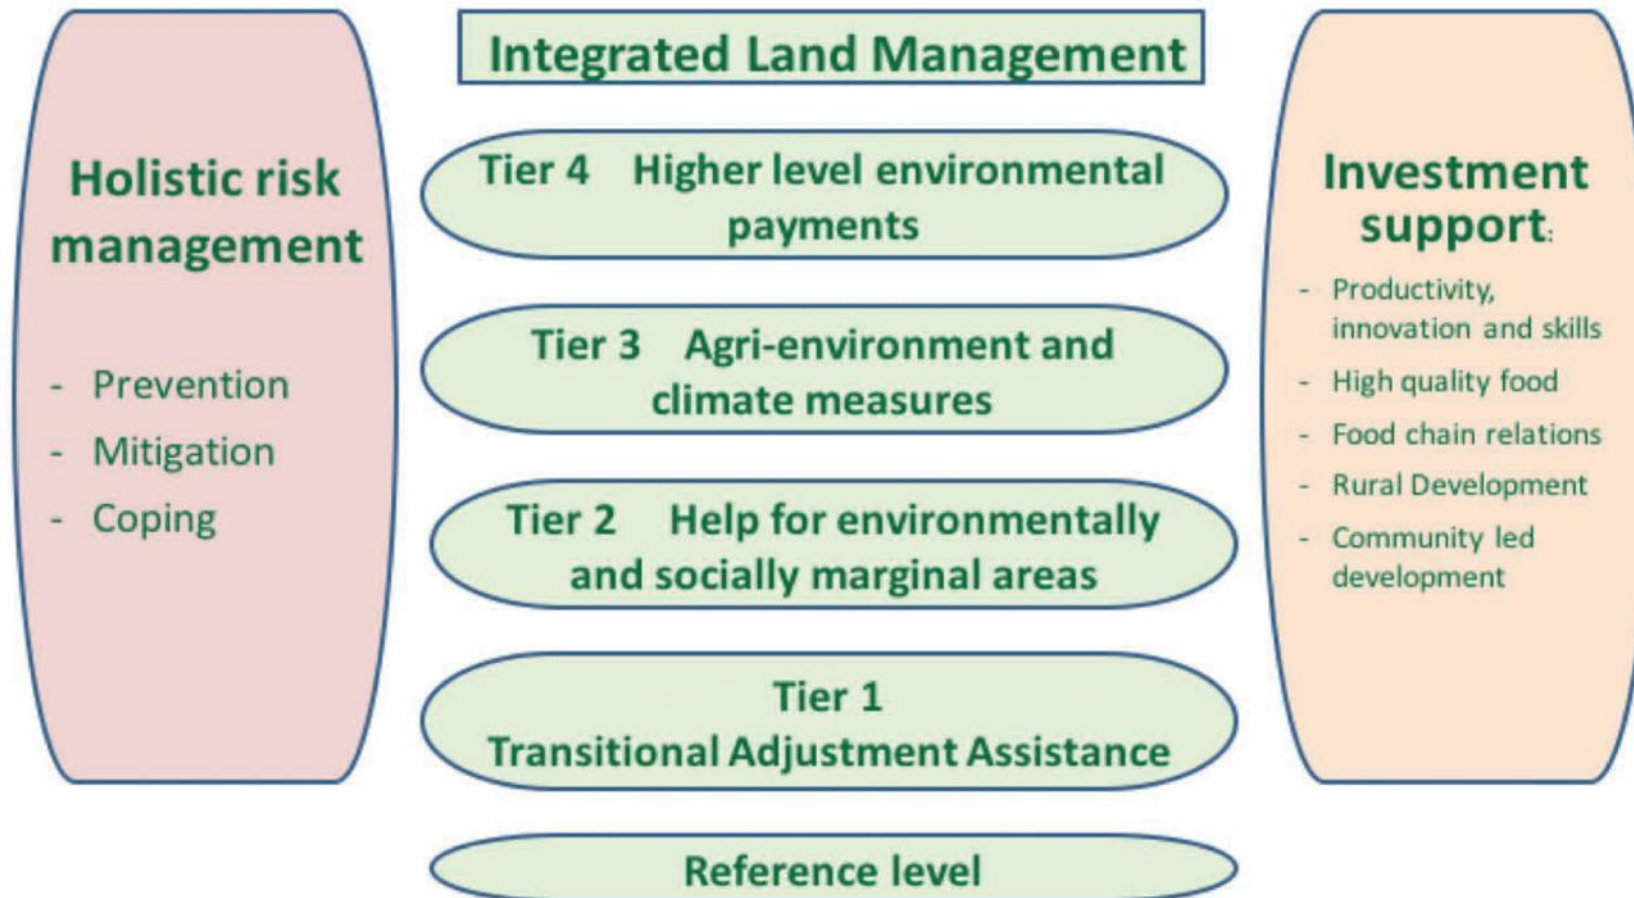 Holistic risk
management
- Prevention
- Mitigation
- Coping
Integrated Land Management
Tier 4 Higher level environmental
payments
Tier 3 Agri-environment and
climate measures
Tier 2 Help for environmentally
and socially marginal areas
Tier 1
Transitional Adjustment Assistance
Reference level
Investment
support:
- Productivity,
innovation and skills
- High quality food
- Food chain relations
- Rural Development
- Community led
development